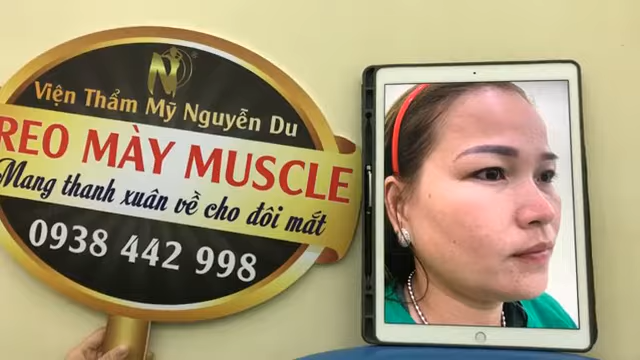 Viện Thẩm Mỹ Nguyễn Du
REO MÀY MUSCLE
Mang thanh xuân về cho đôi mắt
0938 442 998